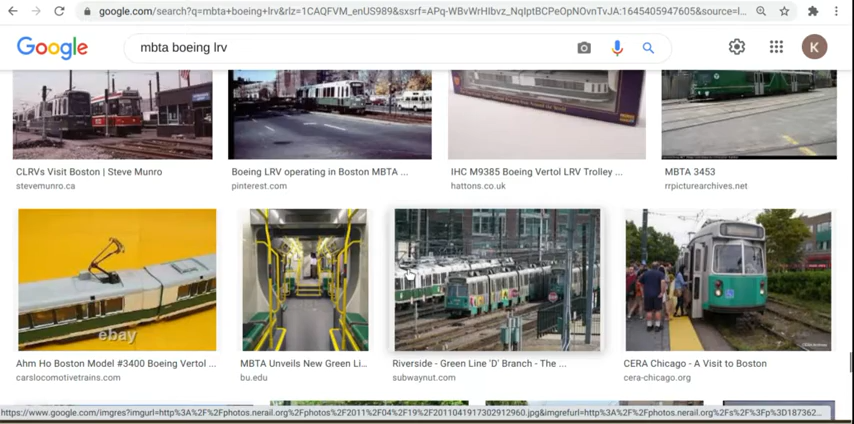 google.com/search?q=mbta+boeing+lrv&rlz=1CAQFVM_enUS989&sxsrf=APq-WBvWrHIbvz_NqIptBCPeOpNOvnTvJA:1645405947605&source=l...
Google
mbta boeing lrv
K
CLRVs Visit Boston | Steve Munro
stevemunro.ca
Boeing LRV operating in Boston MBTA ...
pinterest.com
IHC M9385 Boeing Vertol LRV Trolley ...
hattons.co.uk
MBTA 3453
rrpicturearchives.net
ebay
Ahm Ho Boston Model #3400 Boeing Vertol ...
carslocomotivetrains.com
MBTA Unveils New Green Li...
bu.edu
Riverside - Green Line 'D' Branch - The ...
subwaynut.com
CERA Chicago - A Visit to Boston
cera-chicago.org
https://www.google.com/imgres?imgurl=http%3A%2F%2Fphotos.nerail.org%2Fphotos%2F2011%2F04%2F19%2F201104191730291​2960.jpg&imgrefurl=http%3A%2F%2Fphotos.nerail.org%2Fs%2F%3Fp%3D187362...